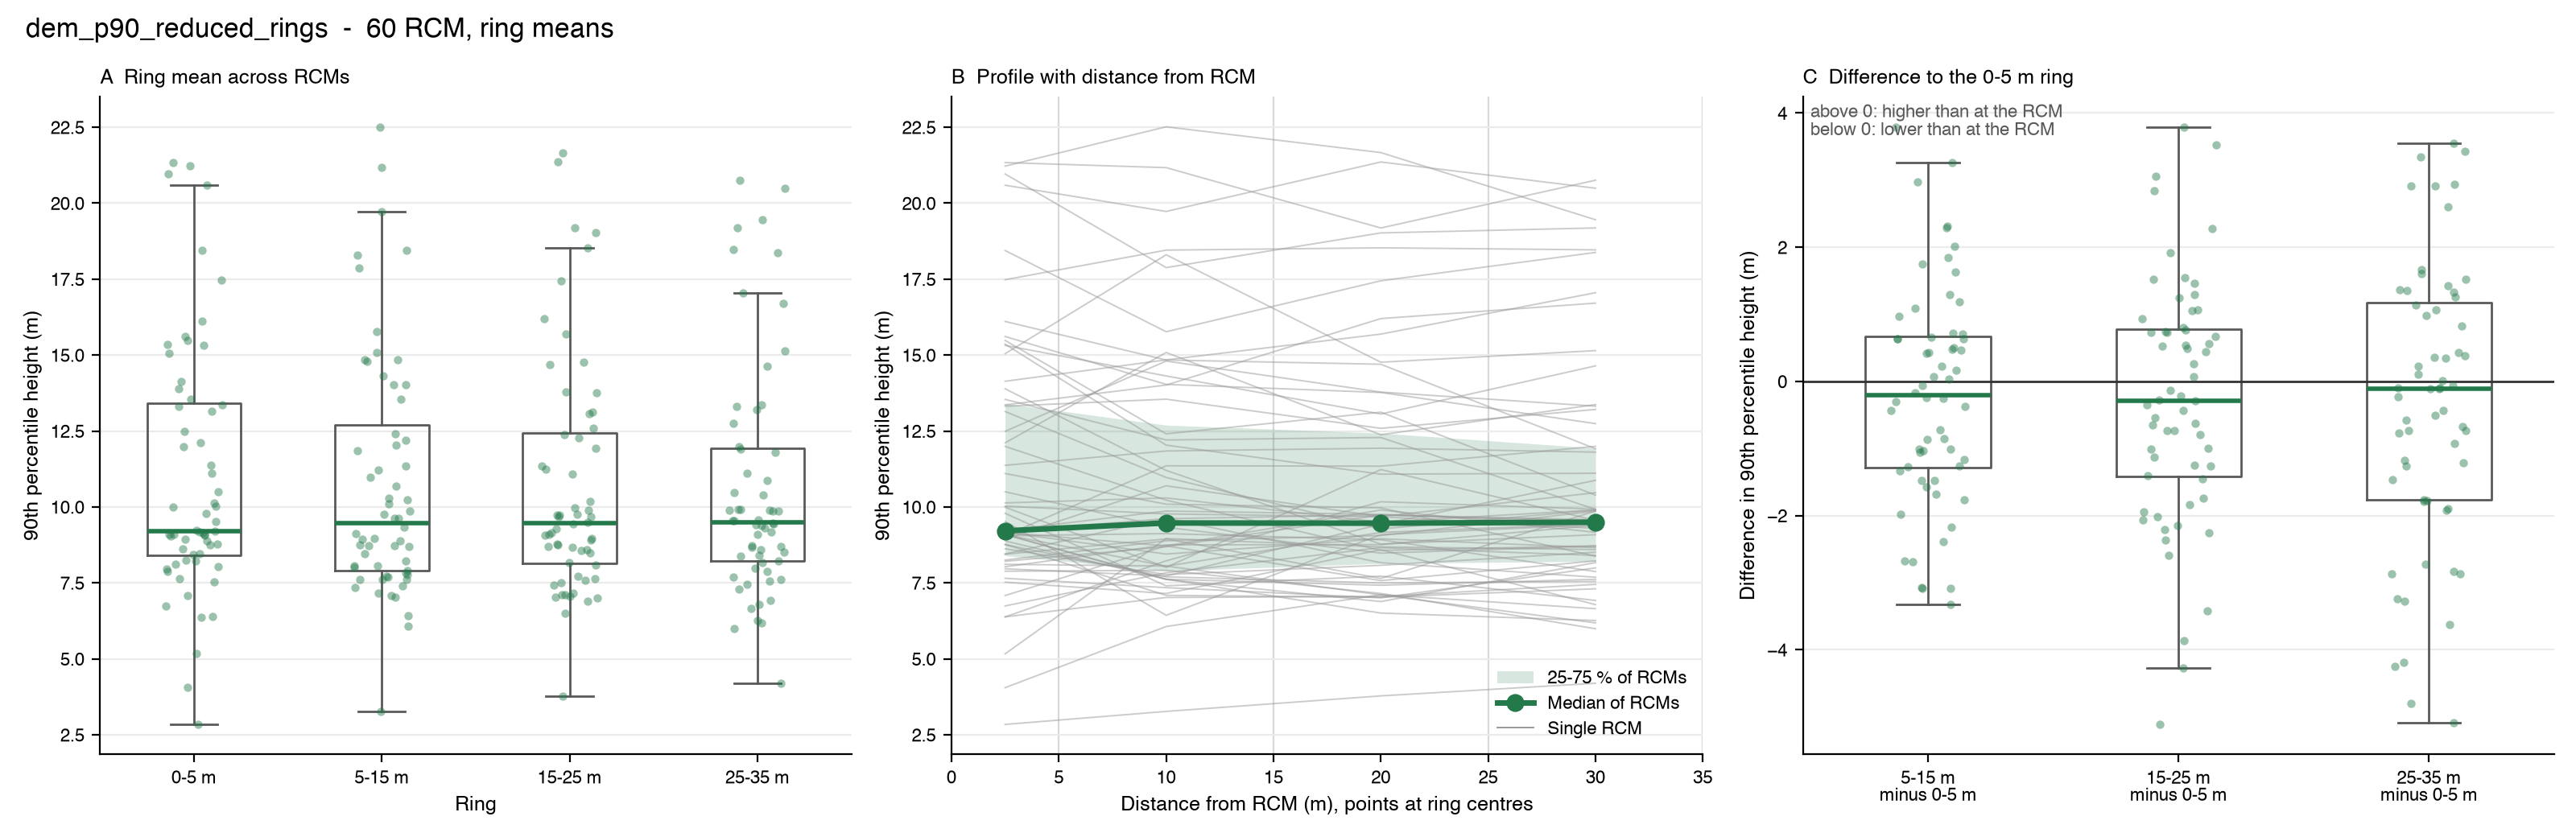 dem_p90_reduced_rings - 60 RCM, ring means
A Ring mean across RCMs
90th percentile height (m)
22.5
20.0
17.5
15.0
12.5
10.0
7.5
5.0
2.5
0-5 m
5-15 m
15-25 m
25-35 m
Ring
B Profile with distance from RCM
90th percentile height (m)
22.5
20.0
17.5
15.0
12.5
10.0
7.5
5.0
2.5
25-75 % of RCMs
Median of RCMs
Single RCM
0
5
10
15
20
25
30
35
Distance from RCM (m), points at ring centres
C Difference to the 0-5 m ring
above 0: higher than at the RCM
below 0: lower than at the RCM
Difference in 90th percentile height (m)
4
2
0
−2
−4
5-15 m
minus 0-5 m
15-25 m
minus 0-5 m
25-35 m
minus 0-5 m